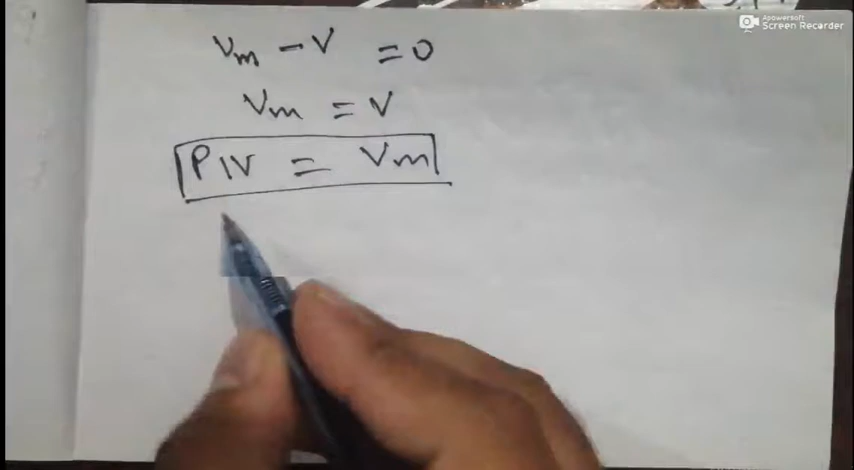 Apowersoft
Screen Recorder
Vm - V = 0
Vm = V
PIV = Vm